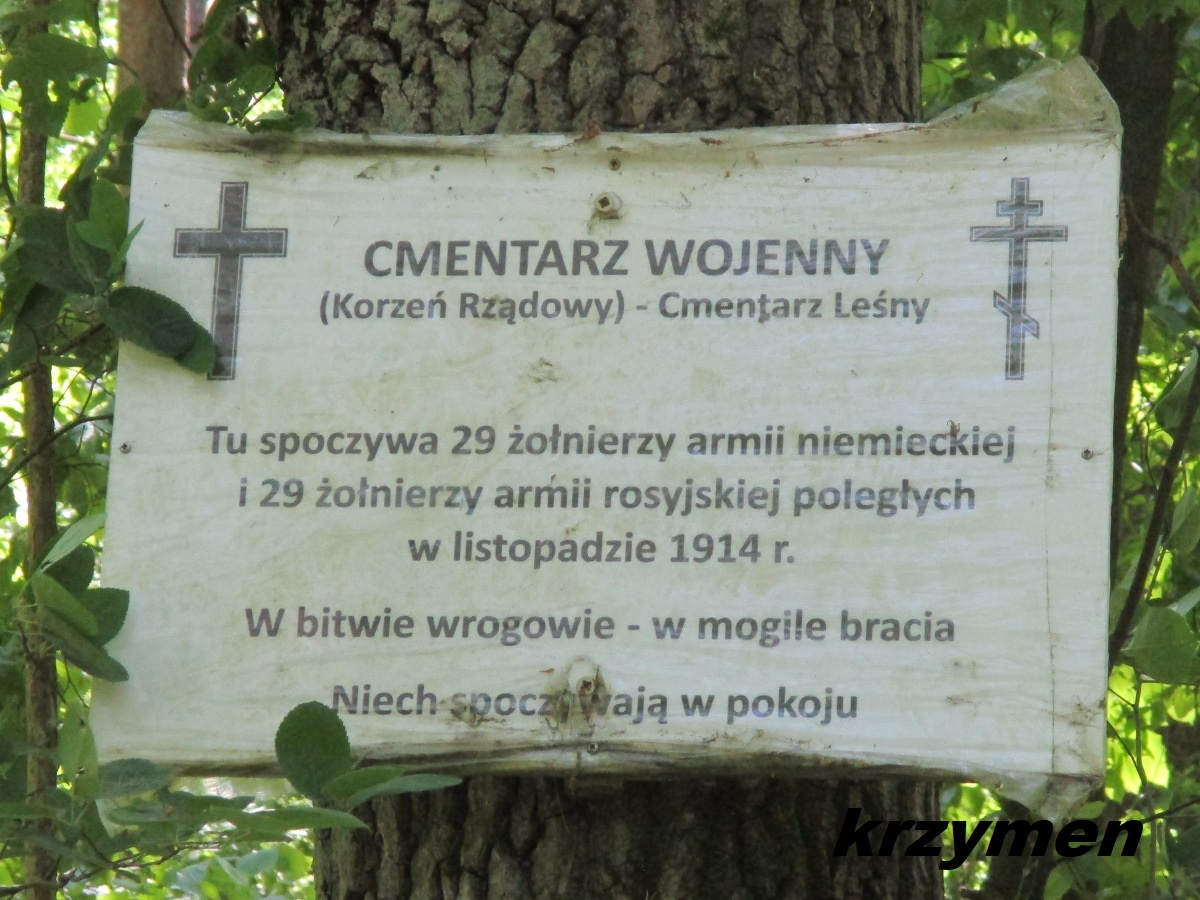 CMENTARZ WOJENNY
(Korzeń Rządowy) - Cmentarz Leśny
Tu spoczywa 29 żołnierzy armii niemieckiej
i 29 żołnierzy armii rosyjskiej poległych
w listopadzie 1914 r.
W bitwie wrogowie - w mogile bracia
Niech spoczywają w pokoju
krzymen